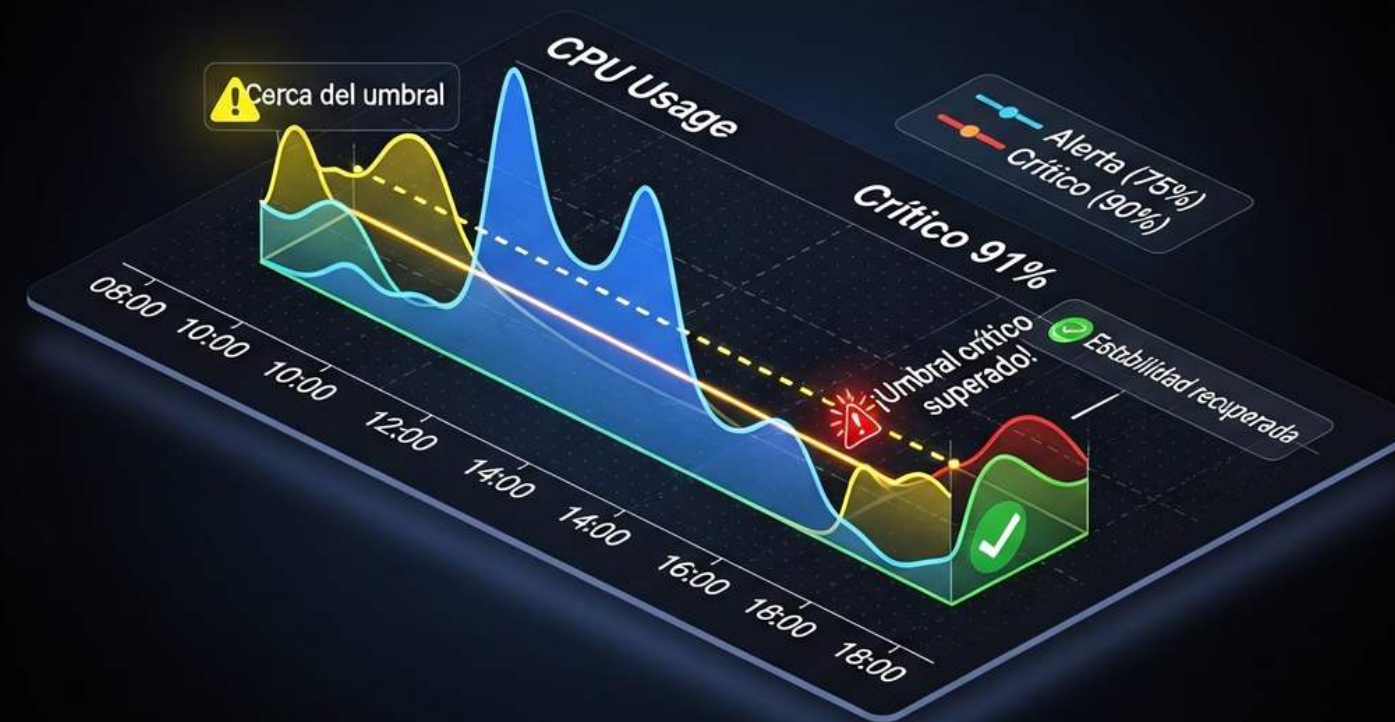 Cerca del umbral
CPU Usage
Alerta (75%)
Crítico (90%)
Crítico 91%
¡Umbral crítico
superado!
Estabilidad recuperada
08:00
10:00
10:00
12:00
14:00
14:00
16:00
18:00
18:00